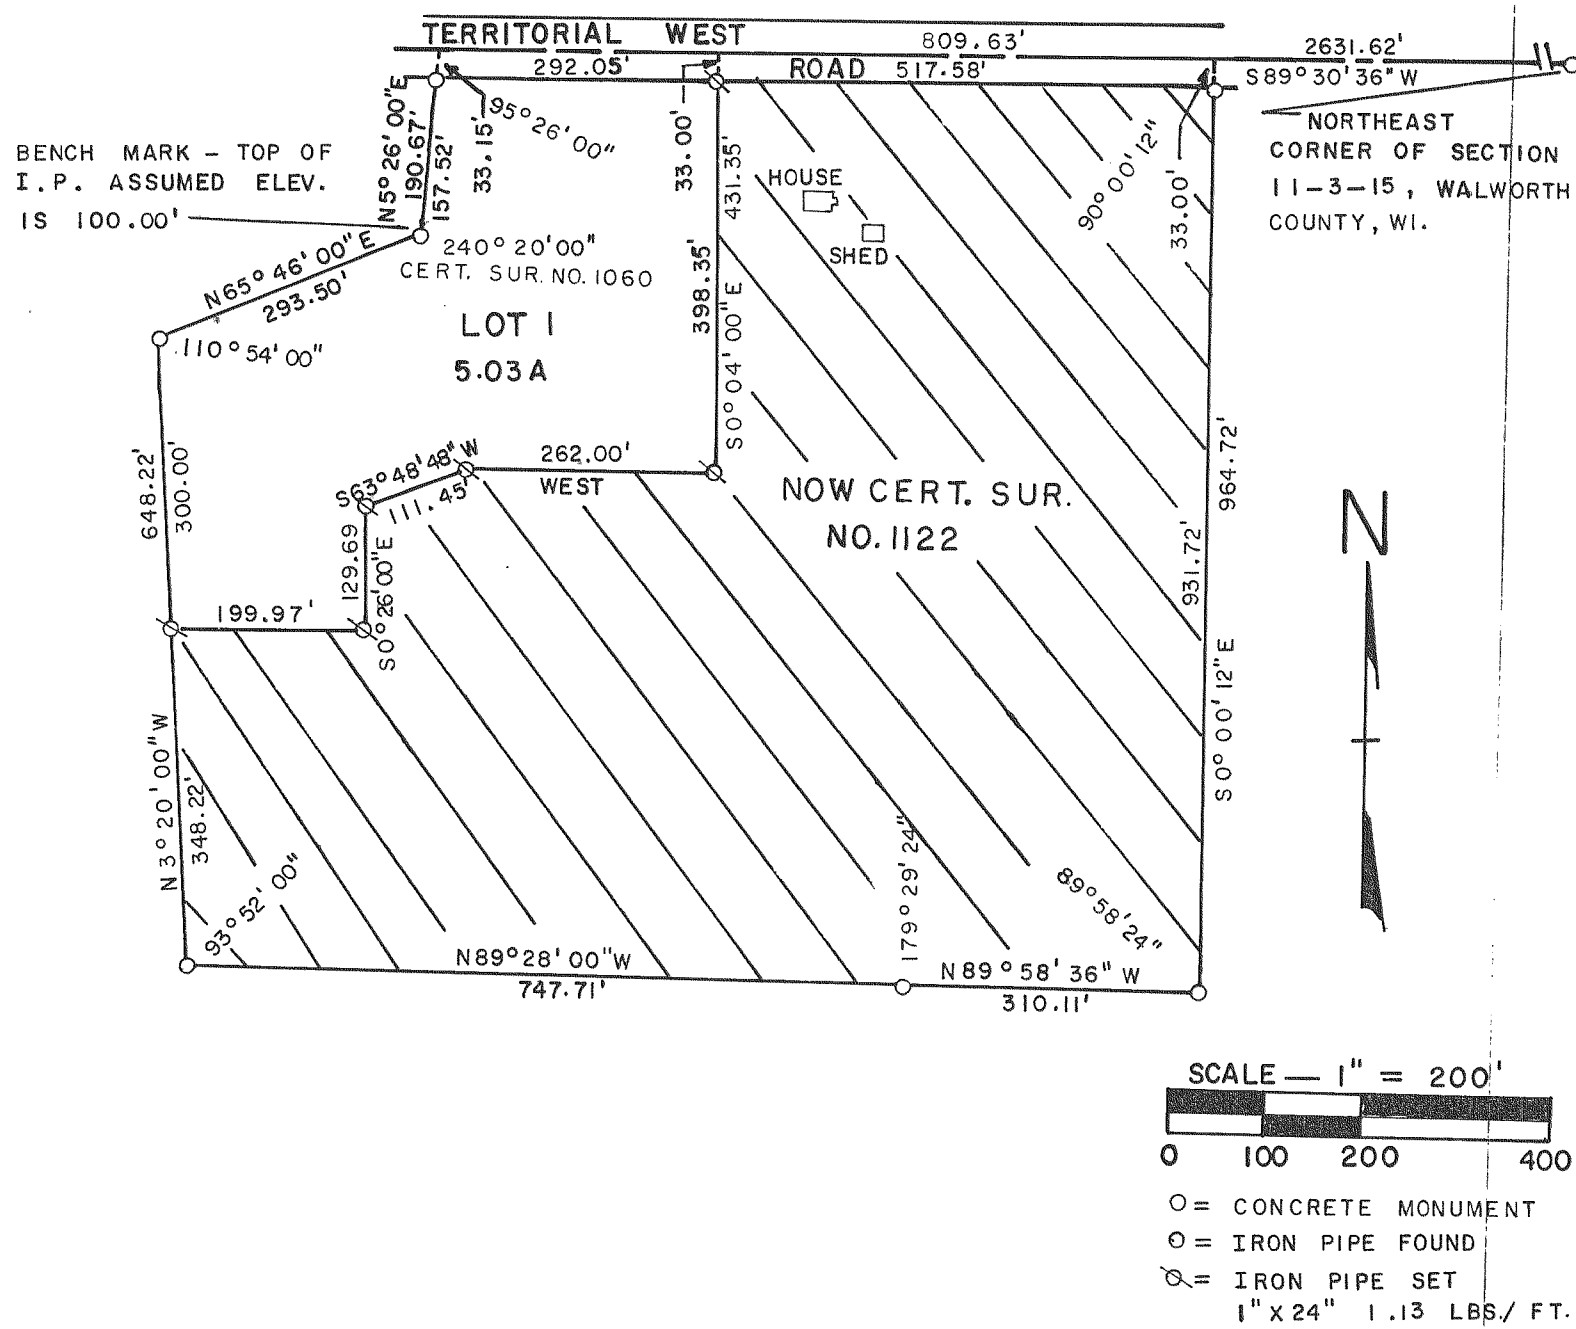 TERRITORIAL WEST
809.63'
2631.62'
292.05'
ROAD 517.58'
S89°30'36"W
NORTHEAST
CORNER OF SECTION
11-3-15, WALWORTH
COUNTY, WI.
BENCH MARK - TOP OF
I.P. ASSUMED ELEV.
IS 100.00'
N5°26'00"E
190.67'
157.52'
33.15'
95°26'00"
33.00'
431.35'
HOUSE
SHED
90°00'12"
33.00'
240°20'00"
CERT. SUR. NO. 1060
N65°46'00"E
293.50'
110°54'00"
LOT 1
5.03A
398.35'
S0°04'00"E
648.22'
300.00'
S63°48'48"W
111.45'
262.00'
WEST
NOW CERT. SUR.
NO. 1122
964.72'
931.72'
N
129.69
S0°26'00"E
199.97'
S0°00'12"E
N3°20'00"W
348.22'
93°52'00"
179°29'24"
89°58'24"
N89°28'00"W
747.71'
N89°58'36"W
310.11'
SCALE — 1" = 200'
0 100 200 400
O= CONCRETE MONUMENT
O= IRON PIPE FOUND
O= IRON PIPE SET
1"X24" 1.13 LBS./FT.